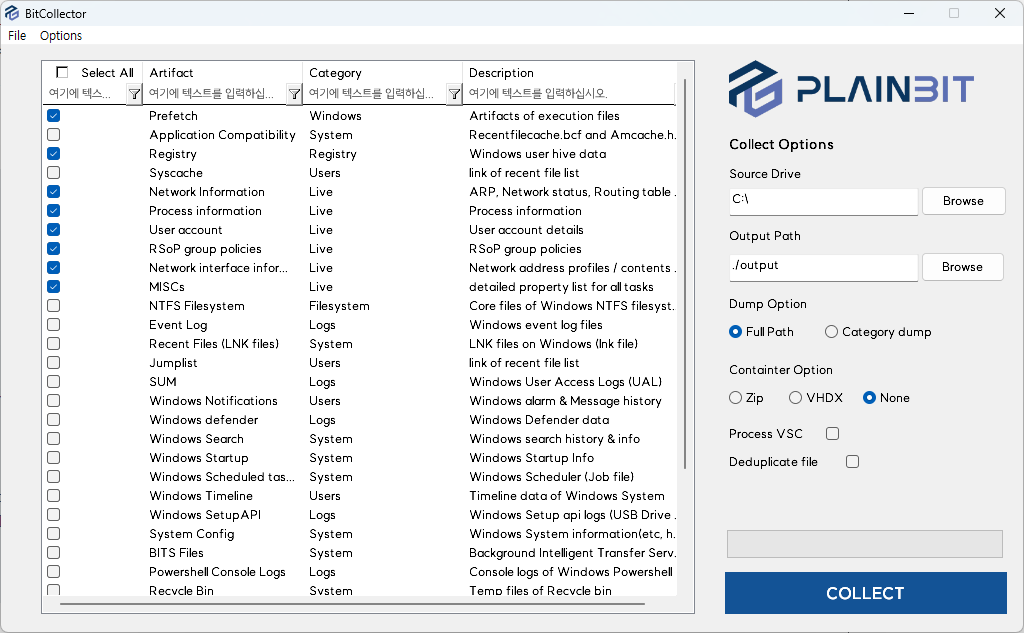 BitCollector
File Options
Select All Artifact Category Description
여기에 텍스... 여기에 텍스트를 입력하십... 여기에 텍스트를 입력하십... 여기에 텍스트를 입력하십시오.
Prefetch Windows Artifacts of execution files
Application Compatibility System Recentfilecache.bcf and Amcache.h.
Registry Registry Windows user hive data
Syscache Users link of recent file list
Network Information Live ARP, Network status, Routing table .
Process information Live Process information
User account Live User account details
RSoP group policies Live RSoP group policies
Network interface infor... Live Network address profiles / contents .
MISCs Live detailed property list for all tasks
NTFS Filesystem Filesystem Core files of Windows NTFS filesyst.
Event Log Logs Windows event log files
Recent Files (LNK files) System LNK files on Windows (lnk file)
Jumplist Users link of recent file list
SUM Logs Windows User Access Logs (UAL)
Windows Notifications Users Windows alarm & Message history
Windows defender Logs Windows Defender data
Windows Search System Windows search history & info
Windows Startup System Windows Startup Info
Windows Scheduled tas... System Windows Scheduler (Job file)
Windows Timeline Users Timeline data of Windows System
Windows SetupAPI Logs Windows Setup api logs (USB Drive .
System Config System Windows System information(etc, h.
BITS Files System Background Intelligent Transfer Serv.
Powershell Console Logs Logs Console logs of Windows Powershell
Recycle Bin System Temp files of Recycle bin
PLAINBIT
Collect Options
Source Drive
C:\ Browse
Output Path
./output Browse
Dump Option
Full Path Category dump
Containter Option
Zip VHDX None
Process VSC
Deduplicate file
COLLECT